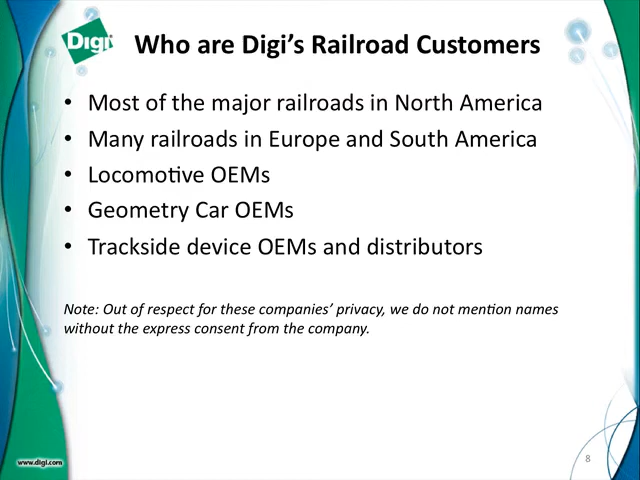 Digi
Who are Digi's Railroad Customers
• Most of the major railroads in North America
• Many railroads in Europe and South America
• Locomotive OEMs
• Geometry Car OEMs
• Trackside device OEMs and distributors
Note: Out of respect for these companies' privacy, we do not mention names
without the express consent from the company.
www.digi.com
8